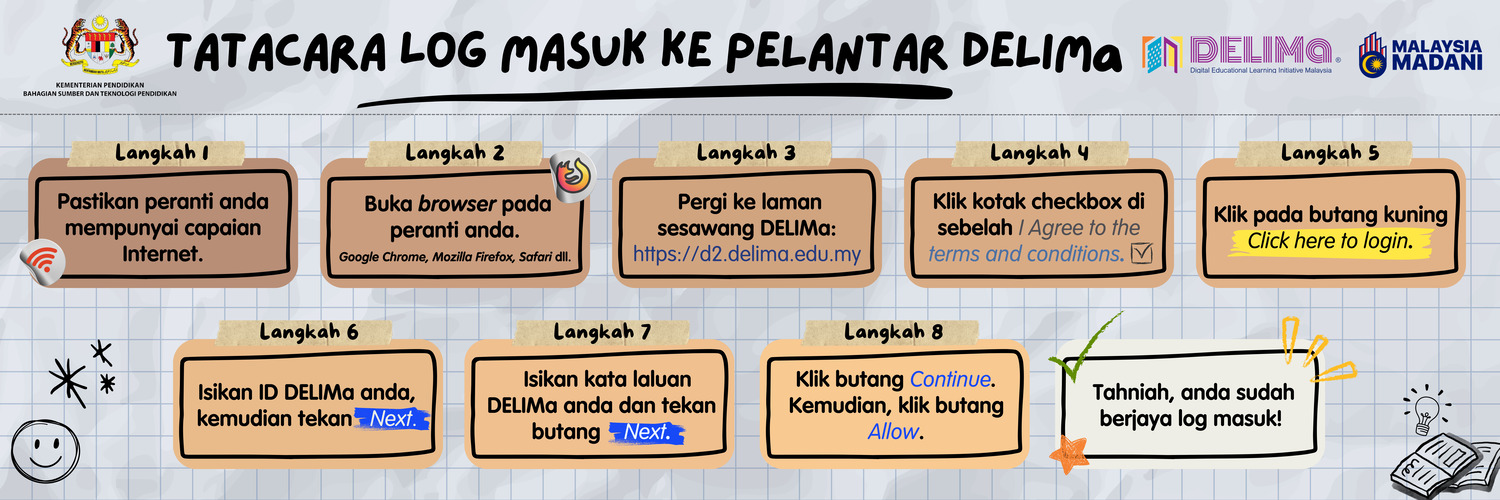 KEMENTERIAN PENDIDIKAN
BAHAGIAN SUMBER DAN TEKNOLOGI PENDIDIKAN
TATACARA LOG MASUK KE PELANTAR DELIMa
DELIMa®
Digital Educational Learning Initiative Malaysia
MALAYSIA
MADANI
Langkah 1
Pastikan peranti anda
mempunyai capaian
Internet.
Langkah 2
Buka browser pada
peranti anda.
Google Chrome, Mozilla Firefox, Safari dll.
Langkah 3
Pergi ke laman
sesawang DELIMa:
https://d2.delima.edu.my
Langkah 4
Klik kotak checkbox di
sebelah I Agree to the
terms and conditions.
Langkah 5
Klik pada butang kuning
Click here to login.
Langkah 6
Isikan ID DELIMa anda,
kemudian tekan Next.
Langkah 7
Isikan kata laluan
DELIMa anda dan tekan
butang Next.
Langkah 8
Klik butang Continue.
Kemudian, klik butang
Allow.
Tahniah, anda sudah
berjaya log masuk!